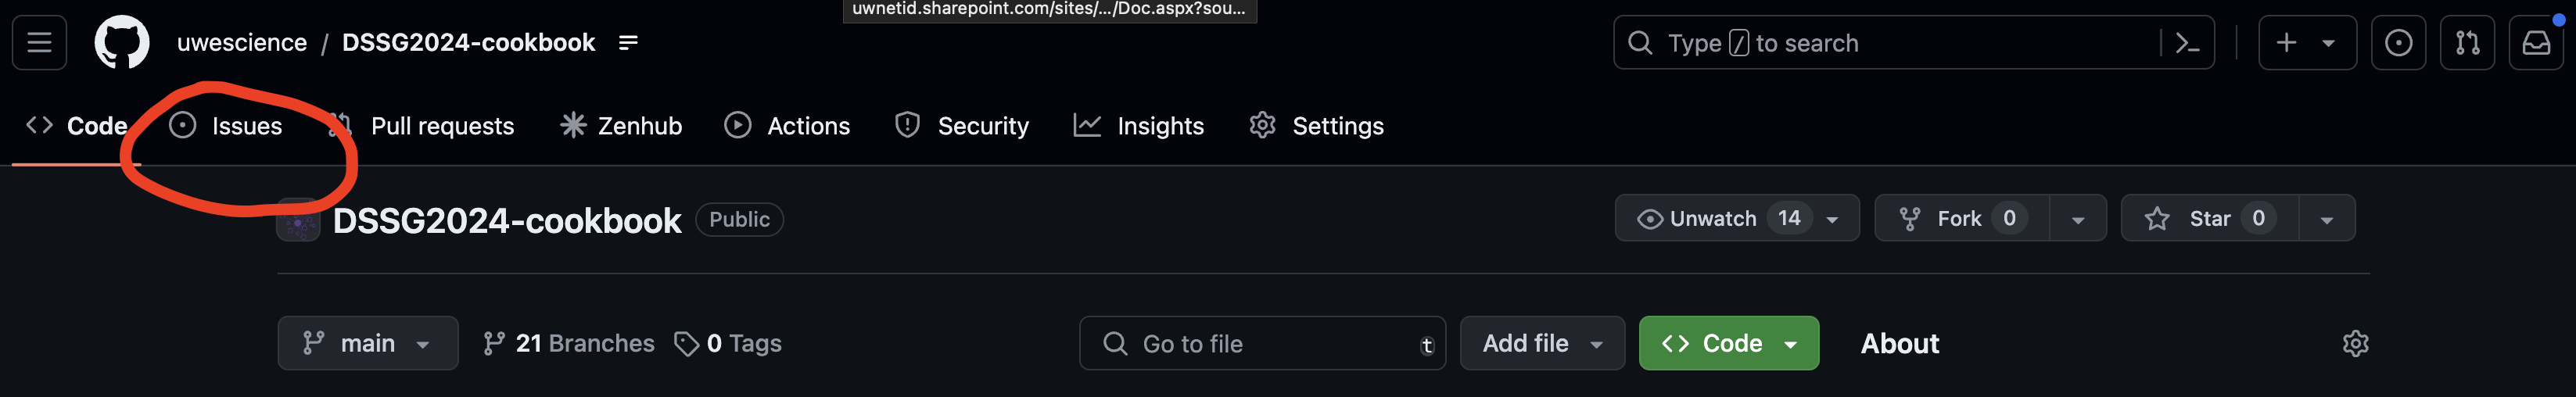 uwnetid.sharepoint.com/sites/.../Doc.aspx?sou...
uwescience / DSSG2024-cookbook Type / to search
Code Issues Pull requests Zenhub Actions Security Insights Settings
DSSG2024-cookbook Public Unwatch 14 Fork 0 Star 0
main 21 Branches 0 Tags Go to file t Add file Code About